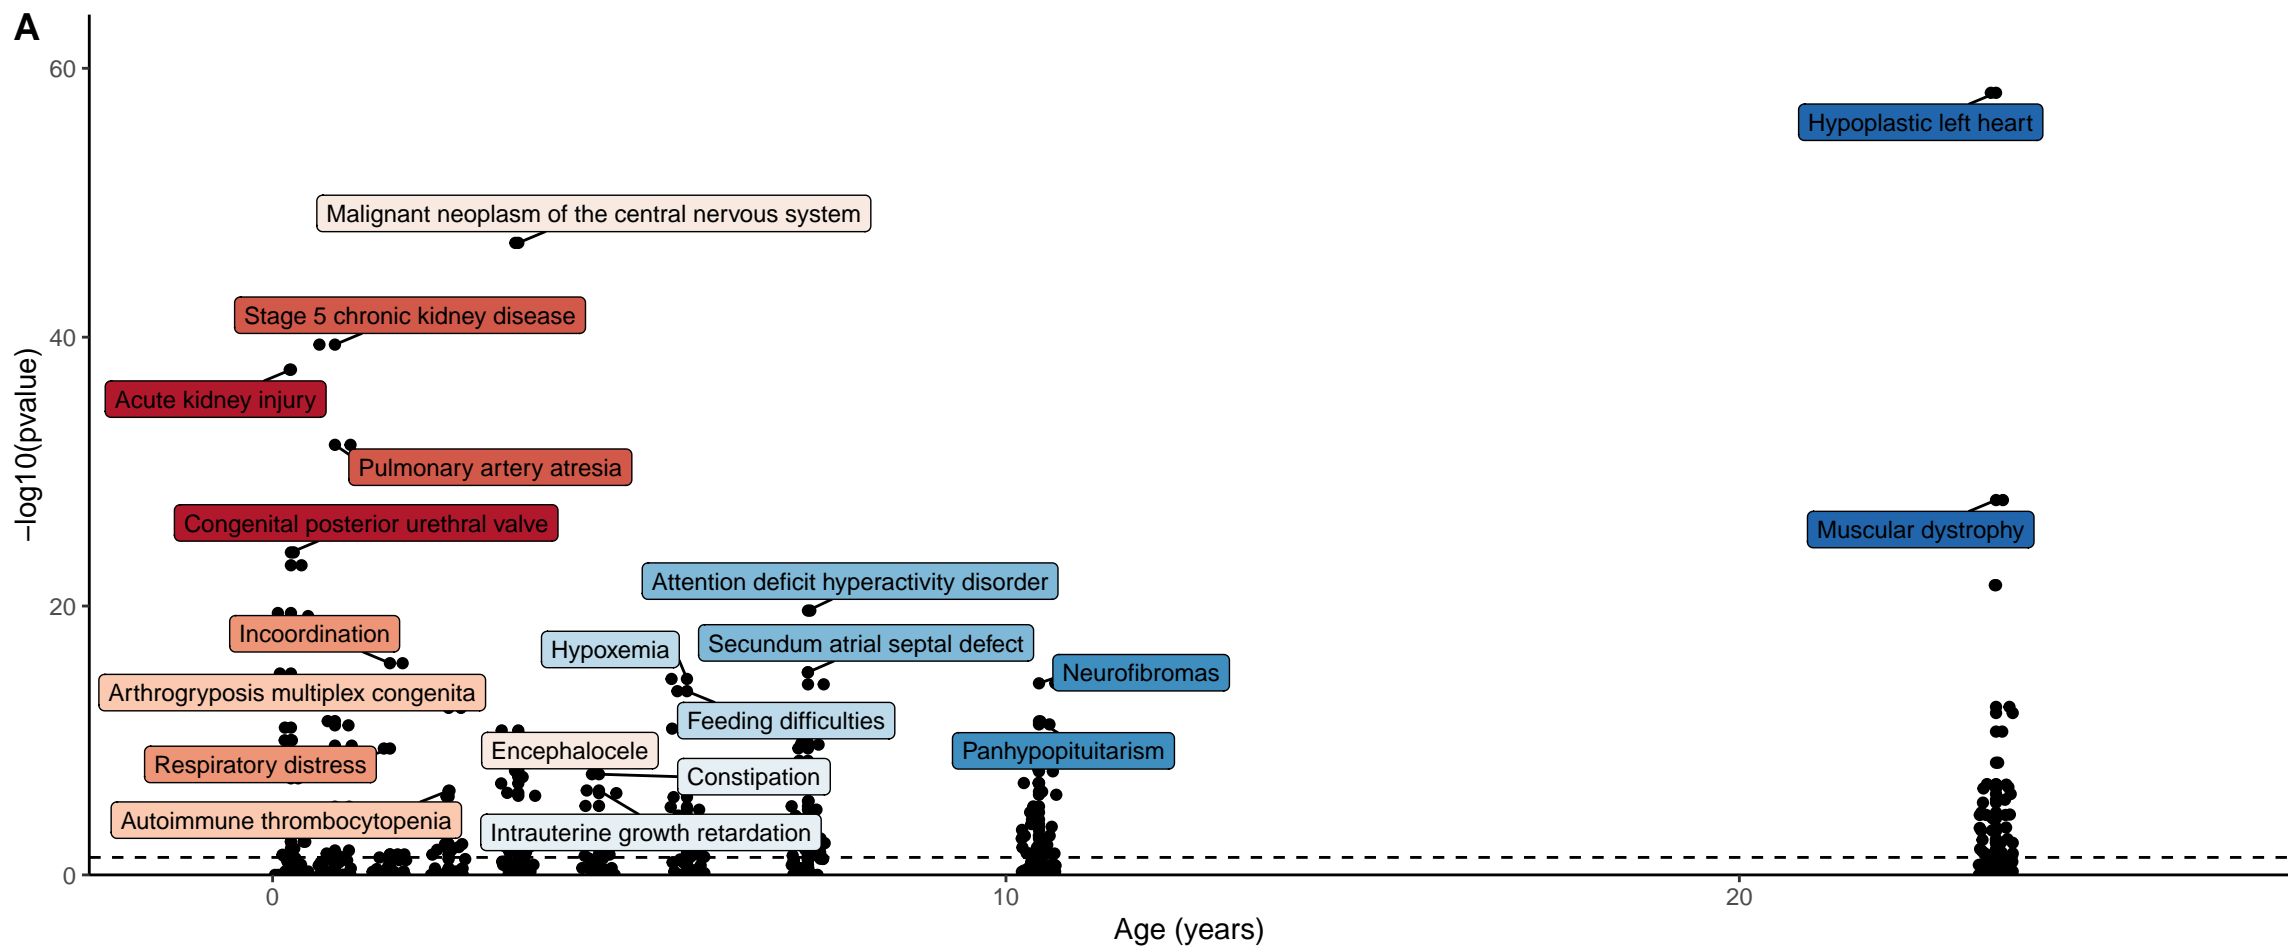 A
60
Hypoplastic left heart
Malignant neoplasm of the central nervous system
Stage 5 chronic kidney disease
40
Acute kidney injury
Pulmonary artery atresia
Congenital posterior urethral valve
Muscular dystrophy
Attention deficit hyperactivity disorder
20
Incoordination
Hypoxemia
Secundum atrial septal defect
Neurofibromas
Arthrogryposis multiplex congenita
Feeding difficulties
Encephalocele
Panhypopituitarism
Respiratory distress
Constipation
Autoimmune thrombocytopenia
Intrauterine growth retardation
0
−log10(pvalue)
0
10
20
Age (years)